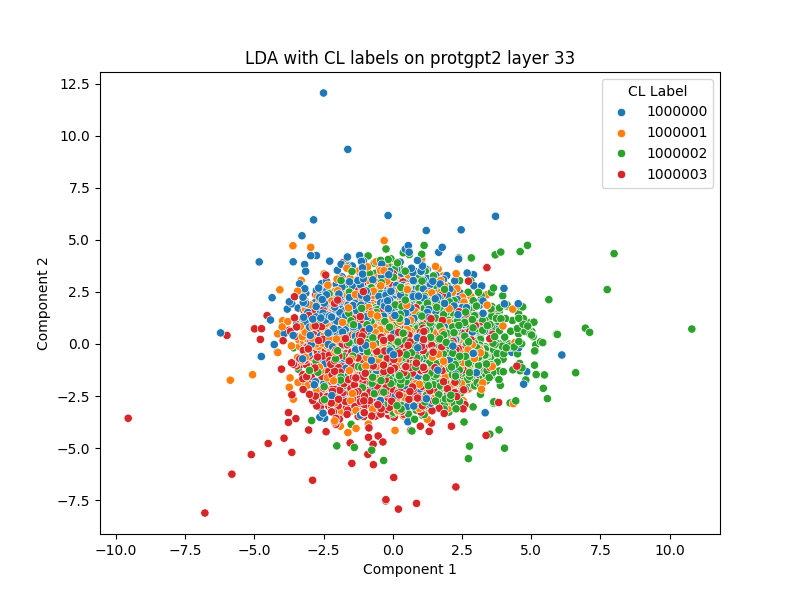 LDA with CL labels on protgpt2 layer 33
CL Label
1000000
1000001
1000002
1000003
12.5
10.0
7.5
5.0
2.5
0.0
−2.5
−5.0
−7.5
Component 2
−10.0 −7.5 −5.0 −2.5 0.0 2.5 5.0 7.5 10.0
Component 1